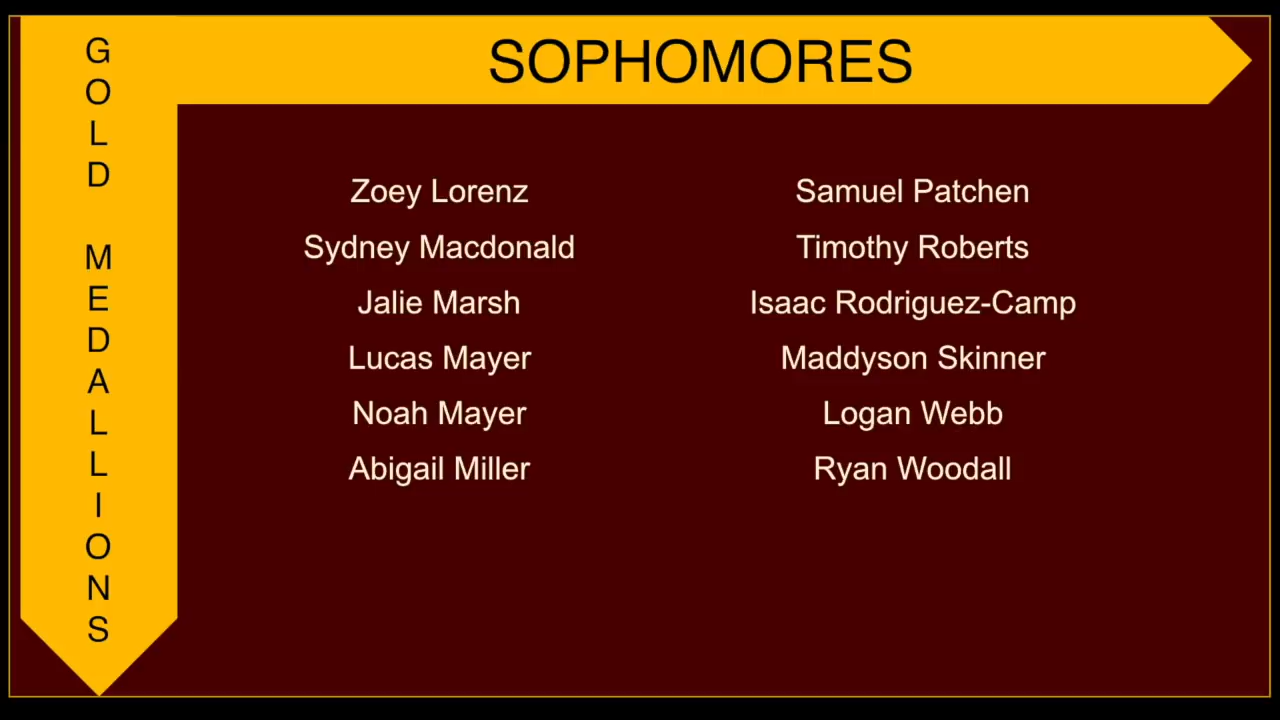 GOLD MEDALLIONS
SOPHOMORES
Zoey Lorenz
Sydney Macdonald
Jalie Marsh
Lucas Mayer
Noah Mayer
Abigail Miller
Samuel Patchen
Timothy Roberts
Isaac Rodriguez-Camp
Maddyson Skinner
Logan Webb
Ryan Woodall